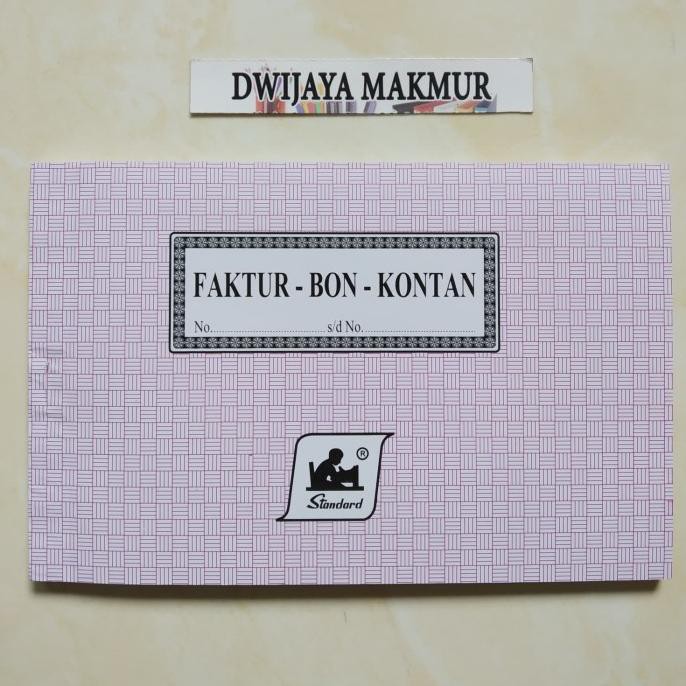 DWIJAYA MAKMUR
FAKTUR - BON - KONTAN
No........................................s/d No........................................
®
Standard